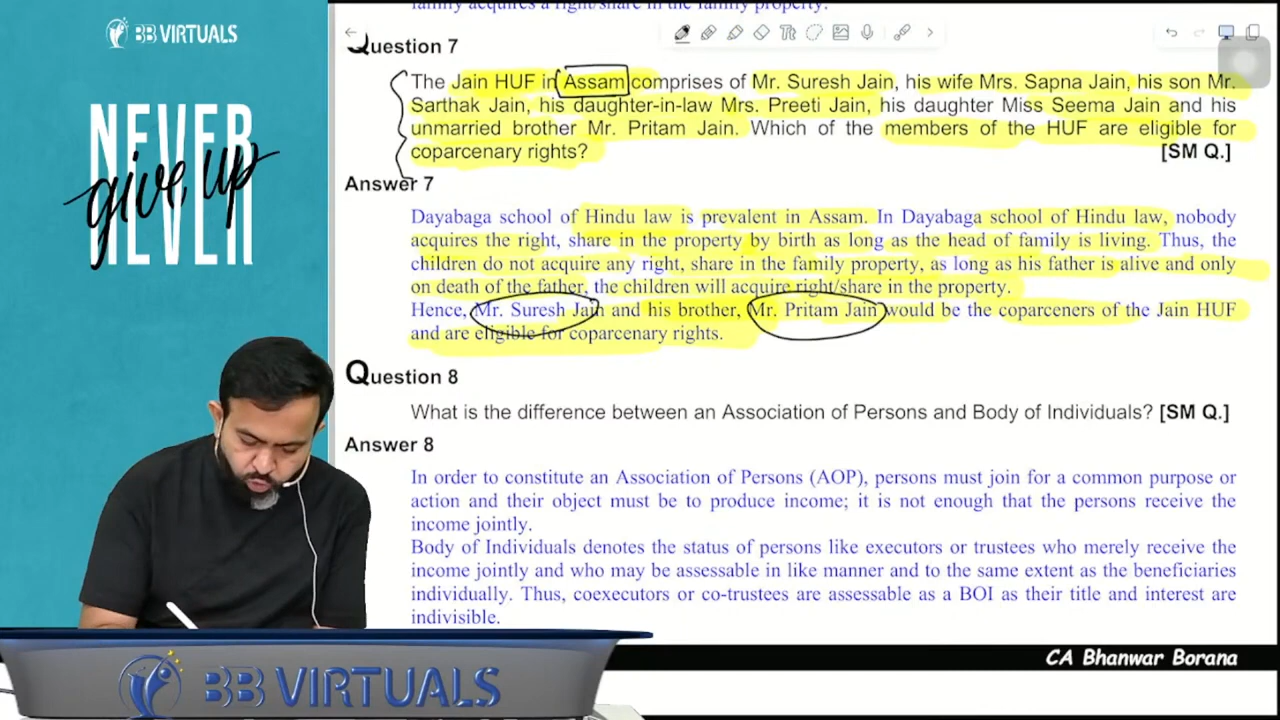 family acquires a right/share in the family property.
BB VIRTUALS
Question 7
The Jain HUF in Assam comprises of Mr. Suresh Jain, his wife Mrs. Sapna Jain, his son Mr.
Sarthak Jain, his daughter-in-law Mrs. Preeti Jain, his daughter Miss Seema Jain and his
unmarried brother Mr. Pritam Jain. Which of the members of the HUF are eligible for
coparcenary rights? [SM Q.]
NEVER
give up
NEVER
Answer 7
Dayabaga school of Hindu law is prevalent in Assam. In Dayabaga school of Hindu law, nobody
acquires the right, share in the property by birth as long as the head of family is living. Thus, the
children do not acquire any right, share in the family property, as long as his father is alive and only
on death of the father, the children will acquire right/share in the property.
Hence, Mr. Suresh Jain and his brother, Mr. Pritam Jain would be the coparceners of the Jain HUF
and are eligible for coparcenary rights.
Question 8
What is the difference between an Association of Persons and Body of Individuals? [SM Q.]
Answer 8
In order to constitute an Association of Persons (AOP), persons must join for a common purpose or
action and their object must be to produce income; it is not enough that the persons receive the
income jointly.
Body of Individuals denotes the status of persons like executors or trustees who merely receive the
income jointly and who may be assessable in like manner and to the same extent as the beneficiaries
individually. Thus, coexecutors or co-trustees are assessable as a BOI as their title and interest are
indivisible.
CA Bhanwar Borana
BB VIRTUALS